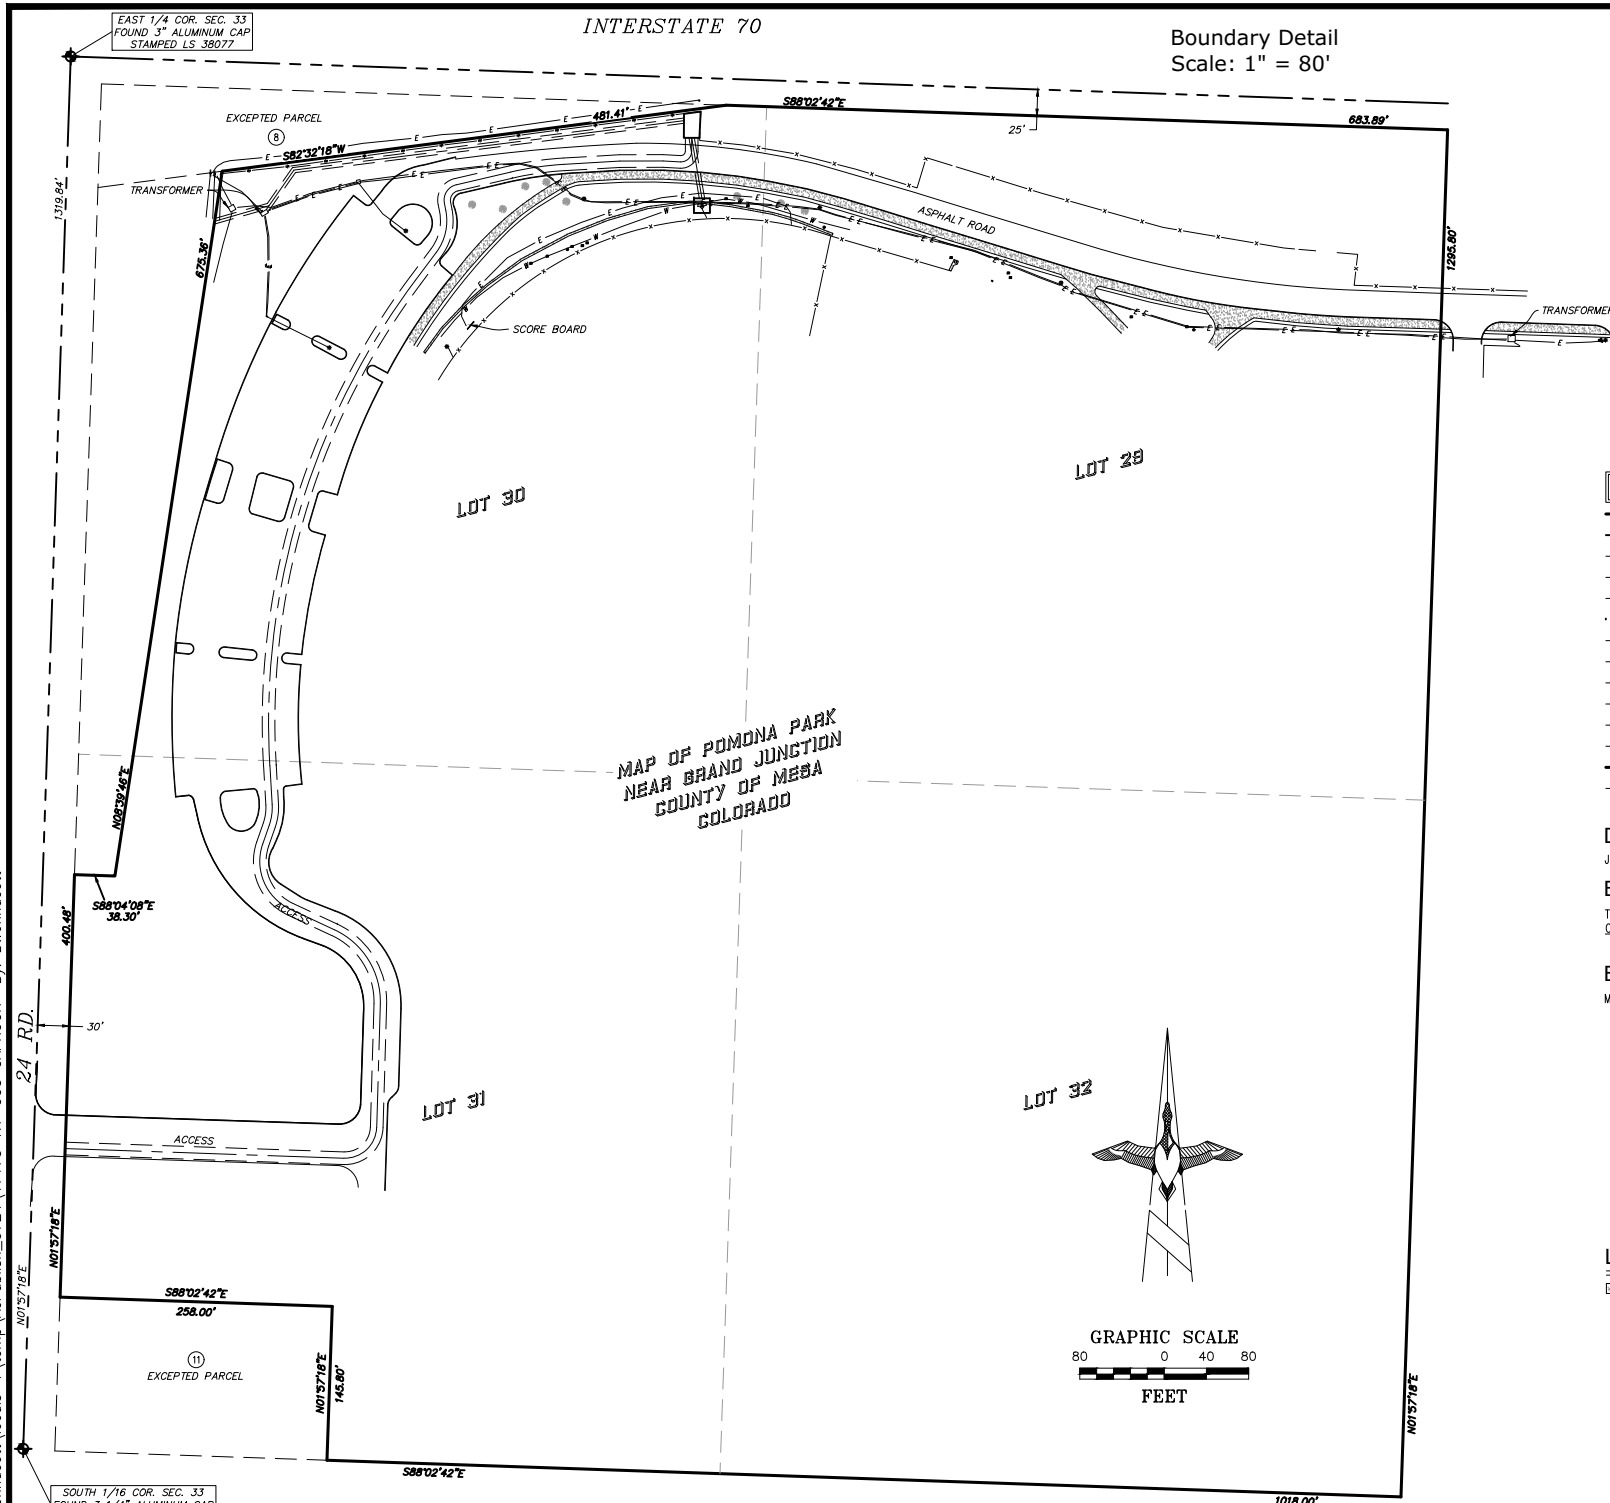 EAST 1/4 COR. SEC. 33
FOUND 3" ALUMINUM CAP
STAMPED LS 38077
INTERSTATE 70
Boundary Detail
Scale: 1" = 80'
S88°02'42"E
683.89'
25'
EXCEPTED PARCEL
8
481.41'
S82°32'18"W
TRANSFORMER
1319.84'
675.36'
ASPHALT ROAD
1295.80'
TRANSFORMER
SCORE BOARD
LOT 30
LOT 29
MAP OF POMONA PARK
NEAR GRAND JUNCTION
COUNTY OF MESA
COLORADO
N08°39'46"E
S88°04'08"E
38.30'
400.48'
ACCESS
24 RD.
30'
LOT 31
LOT 32
ACCESS
N01°57'18"E
N01°57'18"E
S88°02'42"E
258.00'
11
EXCEPTED PARCEL
N01°57'18"E
145.80'
GRAPHIC SCALE
80 0 40 80
FEET
N01°57'18"E
S88°02'42"E
1018.00'
SOUTH 1/16 COR. SEC. 33
FOUND 3 1/4" ALUMINUM CAP